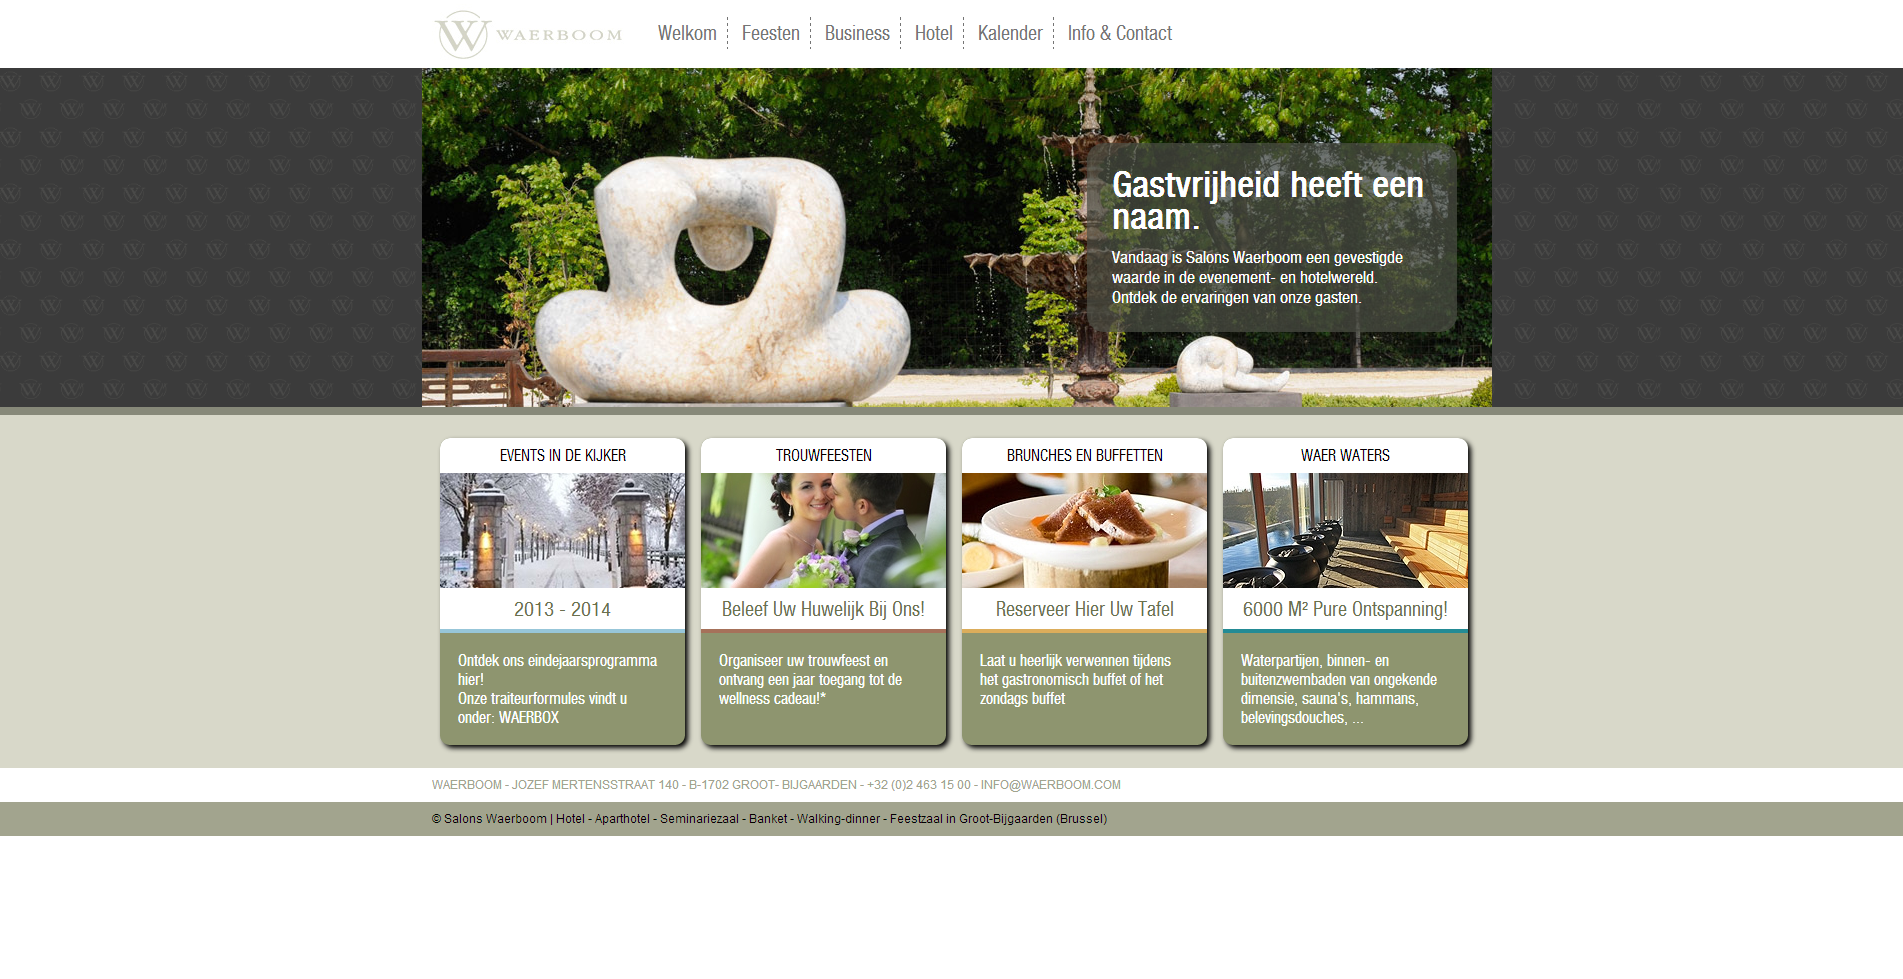 W WAERBOOM
Welkom
Feesten
Business
Hotel
Kalender
Info & Contact
Gastvrijheid heeft een
naam.
Vandaag is Salons Waerboom een gevestigde
waarde in de evenement- en hotelwereld.
Ontdek de ervaringen van onze gasten.
EVENTS IN DE KIJKER
2013 - 2014
Ontdek ons eindejaarsprogramma
hier!
Onze traiteurformules vindt u
onder: WAERBOX
TROUWFEESTEN
Beleef Uw Huwelijk Bij Ons!
Organiseer uw trouwfeest en
ontvang een jaar toegang tot de
wellness cadeau!*
BRUNCHES EN BUFFETTEN
Reserveer Hier Uw Tafel
Laat u heerlijk verwennen tijdens
het gastronomisch buffet of het
zondags buffet
WAER WATERS
6000 M² Pure Ontspanning!
Waterpartijen, binnen- en
buitenzwembaden van ongekende
dimensie, sauna's, hammans,
belevingsdouches, ...
WAERBOOM - JOZEF MERTENSSTRAAT 140 - B-1702 GROOT- BIJGAARDEN - +32 (0)2 463 15 00 - INFO@WAERBOOM.COM
© Salons Waerboom | Hotel - Aparthotel - Seminariezaal - Banket - Walking-dinner - Feestzaal in Groot-Bijgaarden (Brussel)